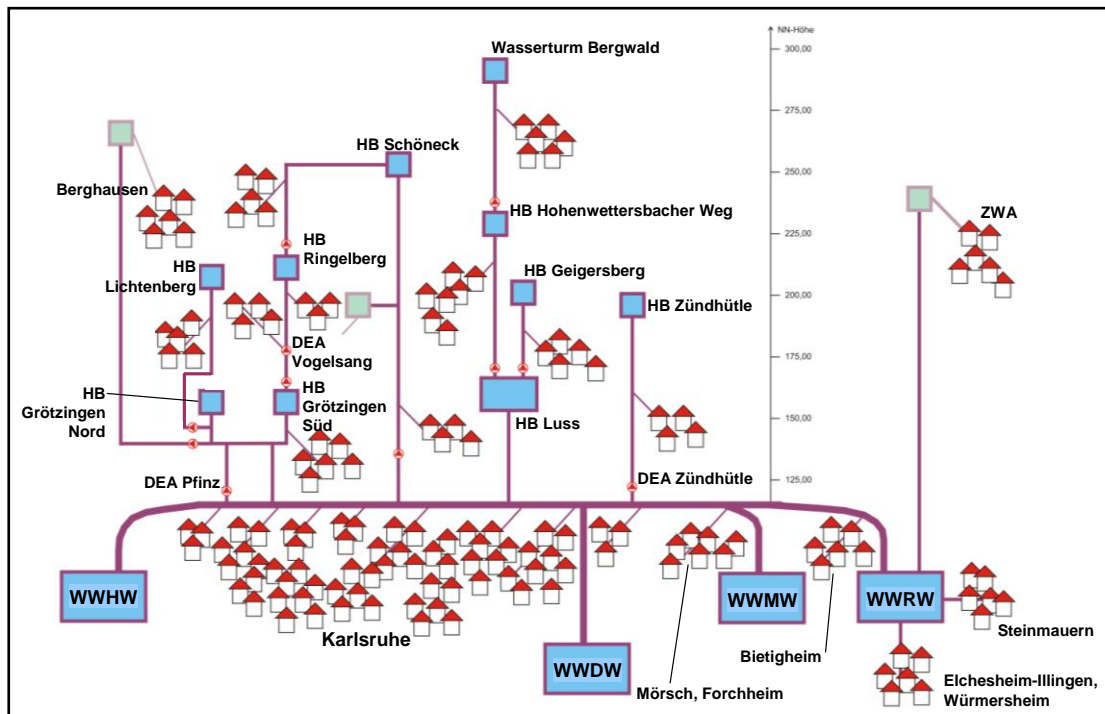 NN-Höhe
300,00
275,00
250,00
225,00
200,00
175,00
150,00
125,00
Wasserturm Bergwald
HB Schöneck
Berghausen
HB Hohenwettersbacher Weg
ZWA
HB
Ringelberg
HB
Lichtenberg
HB Geigersberg
HB Zündhütle
DEA
Vogelsang
HB
Grötzingen
Nord
HB
Grötzingen
Süd
HB Luss
DEA Pfinz
DEA Zündhütle
WWHW
WWMW
WWRW
WWDW
Karlsruhe
Mörsch, Forchheim
Bietigheim
Steinmauern
Elchesheim-Illingen,
Würmersheim